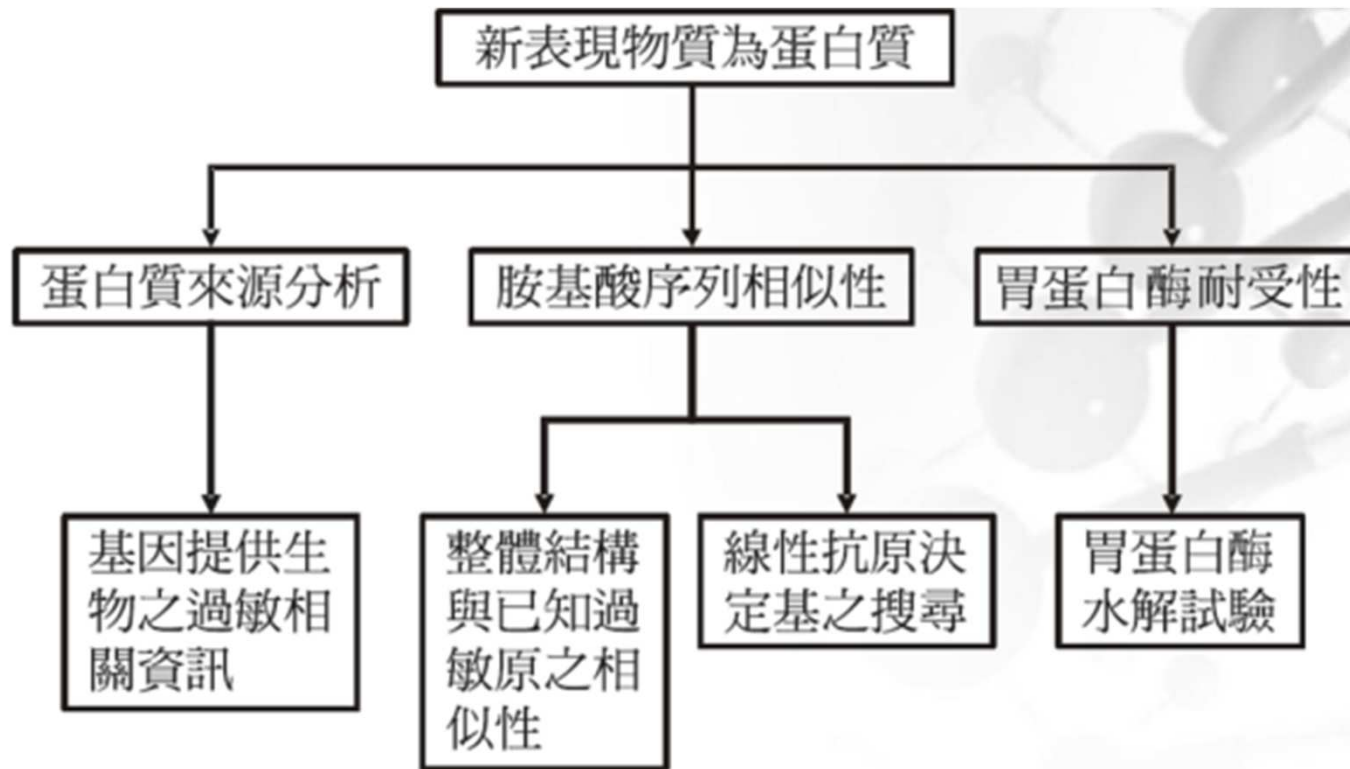 新表現物質為蛋白質
蛋白質來源分析
胺基酸序列相似性
胃蛋白酶耐受性
基因提供生
物之過敏相
關資訊
整體結構
與已知過
敏原之相
似性
線性抗原決
定基之搜尋
胃蛋白酶
水解試驗